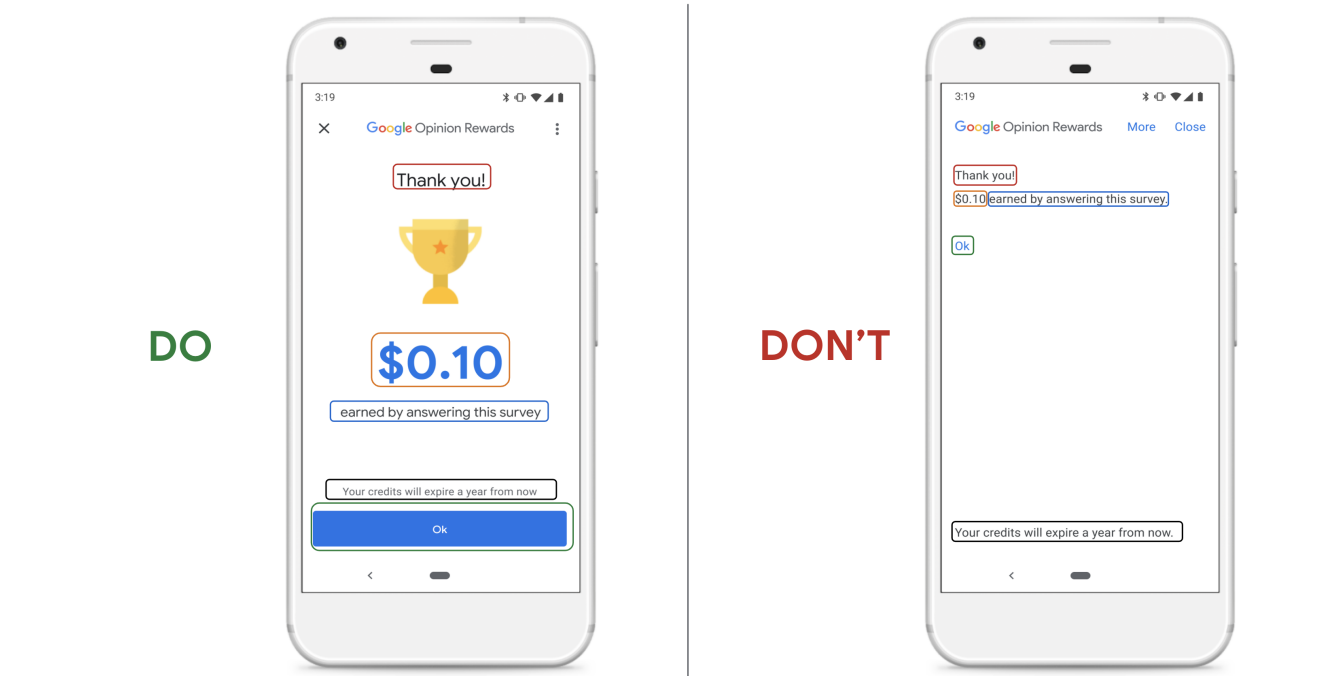 DO
3:19
Google Opinion Rewards
Thank you!
$0.10
earned by answering this survey
Your credits will expire a year from now
Ok
DON'T
3:19
Google Opinion Rewards More Close
Thank you!
$0.10 earned by answering this survey.
Ok
Your credits will expire a year from now.